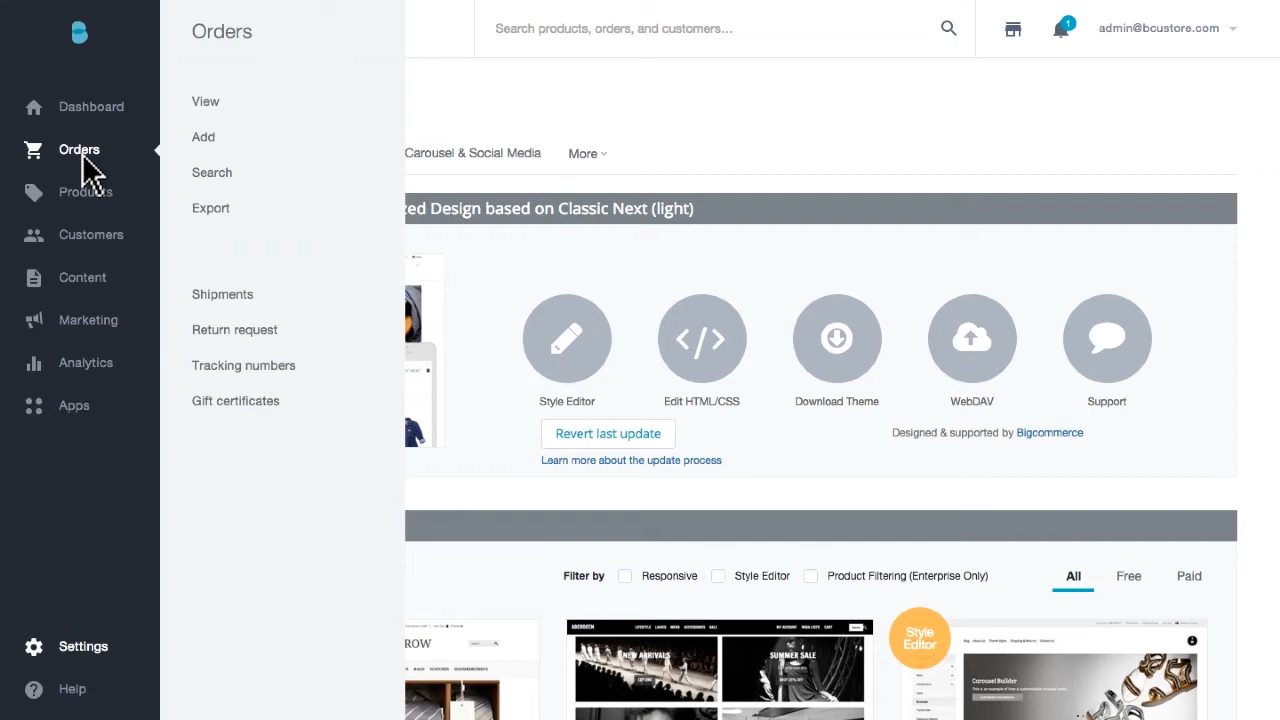 Orders
Search products, orders, and customers...
1
admin@bcustore.com
Dashboard
Orders
Products
Customers
Content
Marketing
Analytics
Apps
Settings
Help
View
Add
Search
Export
Shipments
Return request
Tracking numbers
Gift certificates
Carousel & Social Media
More
ed Design based on Classic Next (light)
Style Editor
Edit HTML/CSS
Download Theme
WebDAV
Support
Revert last update
Designed & supported by Bigcommerce
Learn more about the update process
Filter by
Responsive
Style Editor
Product Filtering (Enterprise Only)
All
Free
Paid
ROW
ABERDEEN
NEW ARRIVALS
SUMMER SALE
Style
Editor
Carousel Builder